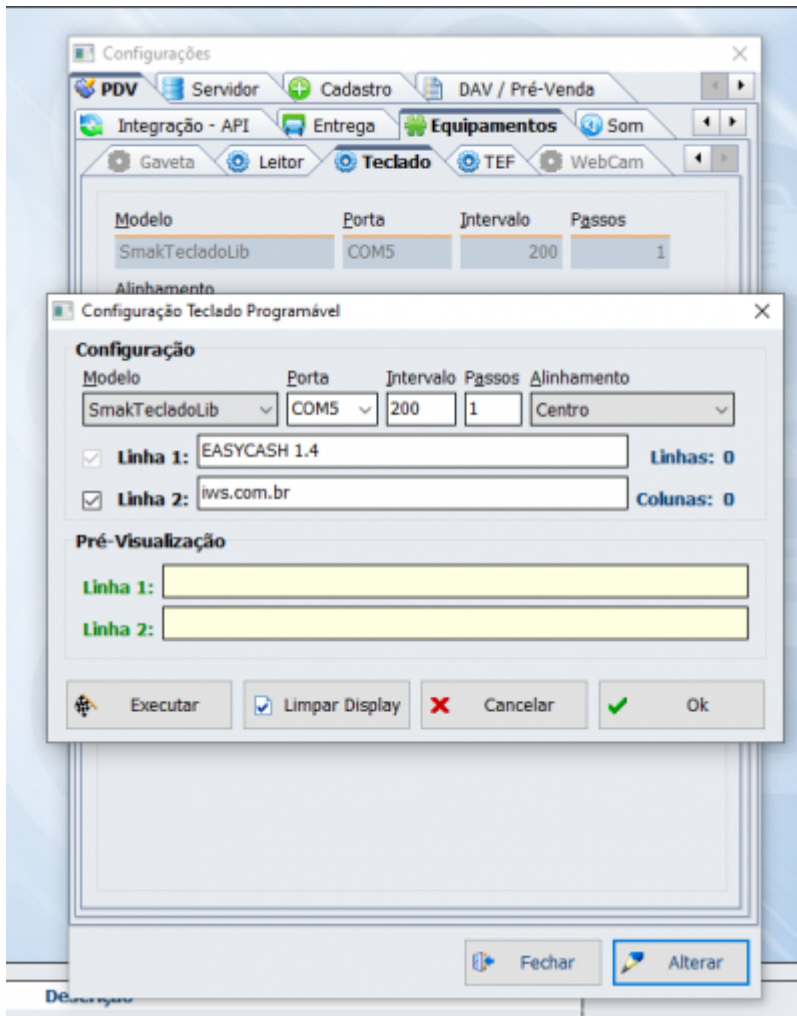 Configurações
PDV Servidor Cadastro DAV / Pré-Venda
Integração - API Entrega Equipamentos Som
Gaveta Leitor Teclado TEF WebCam
Modelo Porta Intervalo Passos
SmakTecladoLib COM5 200 1
Alinhamento
Configuração Teclado Programável
Configuração
Modelo Porta Intervalo Passos Alinhamento
SmakTecladoLib COM5 200 1 Centro
Linha 1: EASYCASH 1.4 Linhas: 0
Linha 2: iws.com.br Colunas: 0
Pré-Visualização
Linha 1:
Linha 2:
Executar Limpar Display Cancelar Ok
Fechar Alterar
Descrição